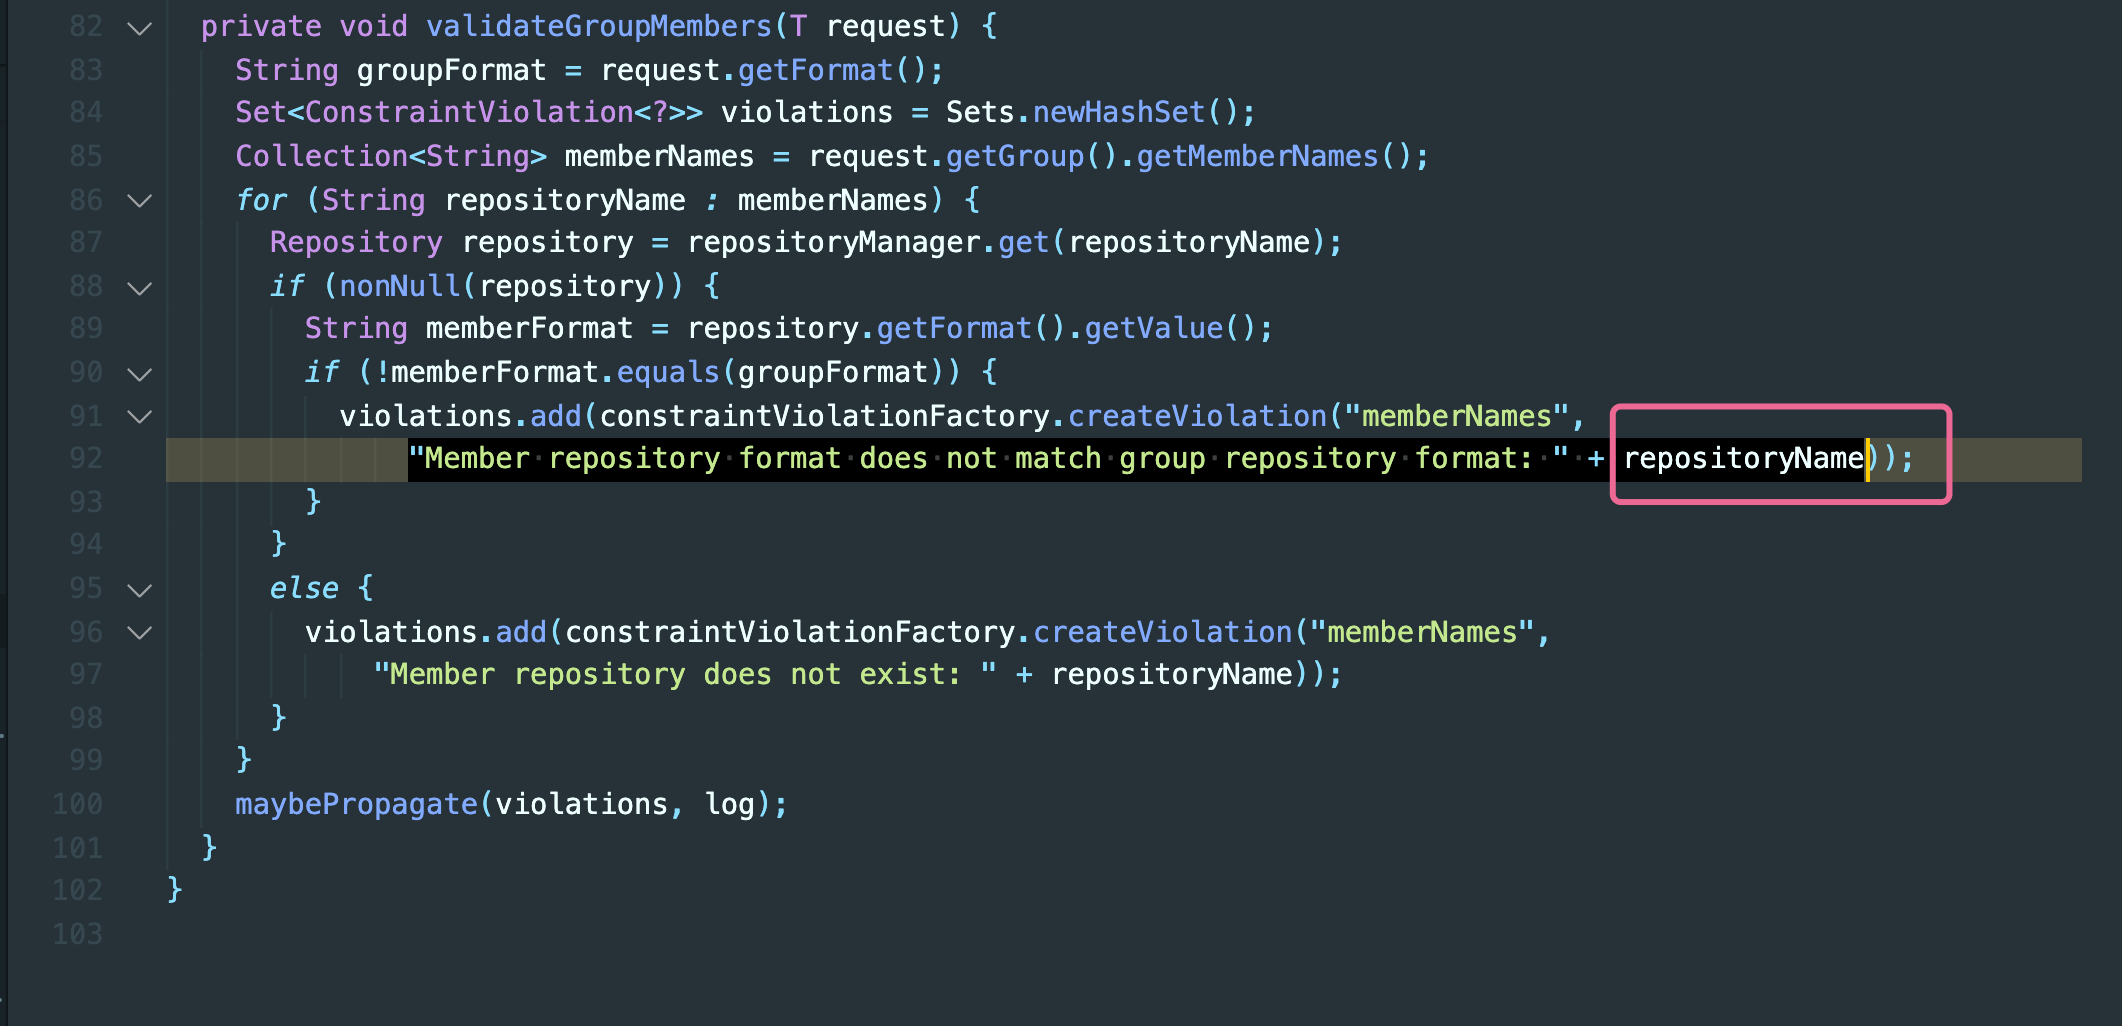 82 private void validateGroupMembers(T request) {
83 String groupFormat = request.getFormat();
84 Set<ConstraintViolation<?>> violations = Sets.newHashSet();
85 Collection<String> memberNames = request.getGroup().getMemberNames();
86 for (String repositoryName : memberNames) {
87 Repository repository = repositoryManager.get(repositoryName);
88 if (nonNull(repository)) {
89 String memberFormat = repository.getFormat().getValue();
90 if (!memberFormat.equals(groupFormat)) {
91 violations.add(constraintViolationFactory.createViolation("memberNames",
92 "Member repository format does not match group repository format: " + repositoryName));
93 }
94 }
95 else {
96 violations.add(constraintViolationFactory.createViolation("memberNames",
97 "Member repository does not exist: " + repositoryName));
98 }
99 }
100 maybePropagate(violations, log);
101 }
102 }
103